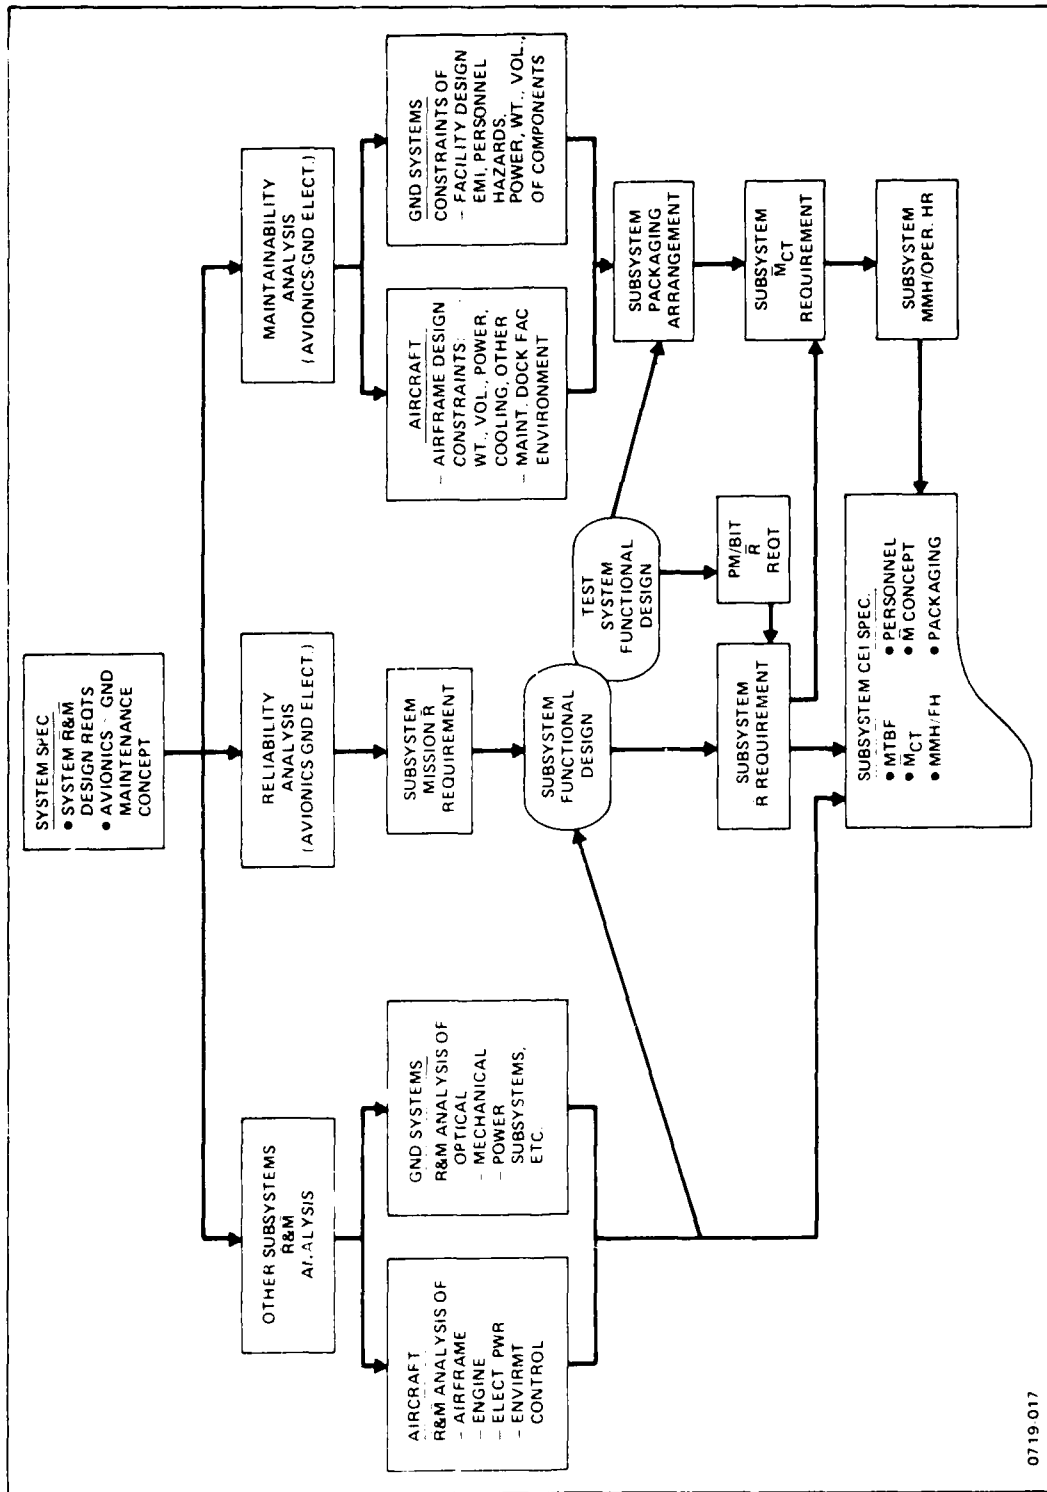 SYSTEM SPEC
● SYSTEM R̄&M̄
DESIGN REQTS
● AVIONICS - GND
MAINTENANCE
CONCEPT
OTHER SUBSYSTEMS
R̄&M̄
ANALYSIS
RELIABILITY
ANALYSIS
(AVIONICS GND ELECT.)
MAINTAINABILITY
ANALYSIS
(AVIONICS-GND ELECT.)
AIRCRAFT
R&M ANALYSIS OF
- AIRFRAME
- ENGINE
- ELECT PWR
- ENVIRMT
CONTROL
GND SYSTEMS
R&M ANALYSIS OF
OPTICAL
- MECHANICAL
- POWER
SUBSYSTEMS,
ETC.
SUBSYSTEM
MISSION R̄
REQUIREMENT
AIRCRAFT
- AIRFRAME DESIGN
CONSTRAINTS:
WT., VOL., POWER,
COOLING, OTHER
- MAINT. DOCK FAC
ENVIRONMENT
GND SYSTEMS
CONSTRAINTS OF
- FACILITY DESIGN
EMI, PERSONNEL
HAZARDS,
POWER, WT., VOL.,
OF COMPONENTS
SUBSYSTEM
FUNCTIONAL
DESIGN
TEST
SYSTEM
FUNCTIONAL
DESIGN
SUBSYSTEM
PACKAGING
ARRANGEMENT
SUBSYSTEM
R̄ REQUIREMENT
PM/BIT
R̄
REQT
SUBSYSTEM
M̄CT
REQUIREMENT
SUBSYSTEM
MMH/OPER. HR
SUBSYSTEM CEI SPEC.
● MTBF ● PERSONNEL
● M̄CT ● M̄ CONCEPT
● MMH/FH ● PACKAGING
0719-017